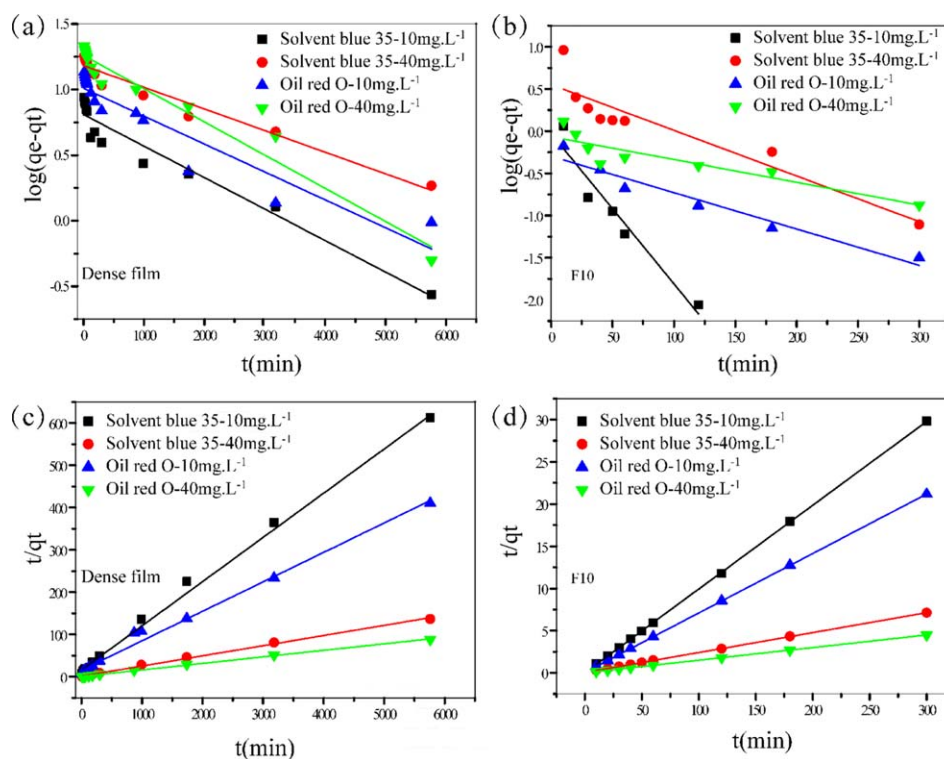 (a)
1.5
1.0
0.5
0.0
-0.5
log(qe-qt)
Solvent blue 35-10mg.L⁻¹
Solvent blue 35-40mg.L⁻¹
Oil red O-10mg.L⁻¹
Oil red O-40mg.L⁻¹
Dense film
0 1000 2000 3000 4000 5000 6000
t(min)
(b)
1.0
0.5
0.0
-0.5
-1.0
-1.5
-2.0
log(qe-qt)
Solvent blue 35-10mg.L⁻¹
Solvent blue 35-40mg.L⁻¹
Oil red O-10mg.L⁻¹
Oil red O-40mg.L⁻¹
F10
0 50 100 150 200 250 300
t(min)
(c)
600
500
400
300
200
100
0
t/qt
Solvent blue 35-10mg.L⁻¹
Solvent blue 35-40mg.L⁻¹
Oil red O-10mg.L⁻¹
Oil red O-40mg.L⁻¹
Dense film
0 1000 2000 3000 4000 5000 6000
t(min)
(d)
30
25
20
15
10
5
0
t/qt
Solvent blue 35-10mg.L⁻¹
Solvent blue 35-40mg.L⁻¹
Oil red O-10mg.L⁻¹
Oil red O-40mg.L⁻¹
F10
0 50 100 150 200 250 300
t(min)